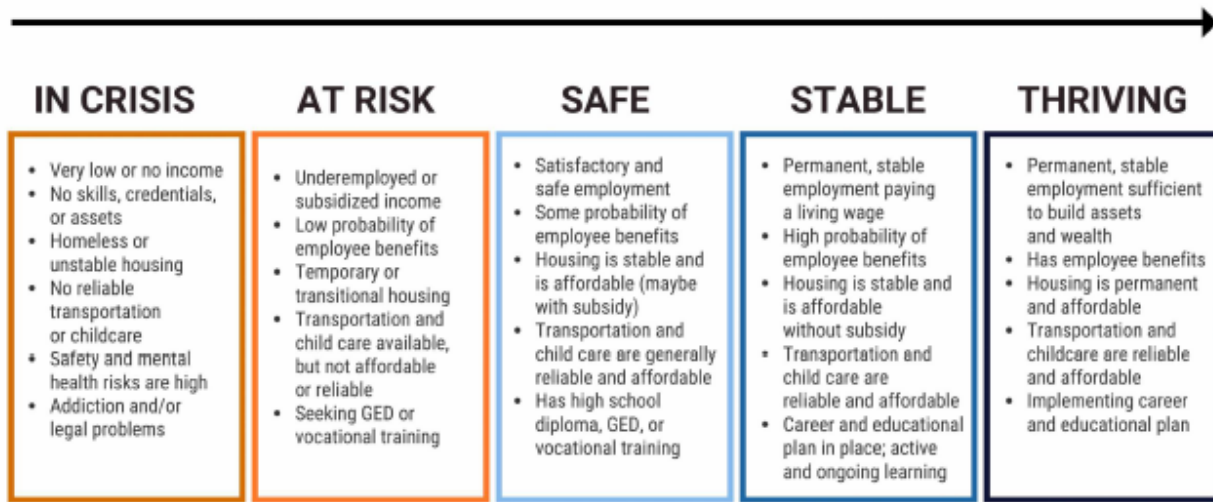 IN CRISIS
Very low or no income
No skills, credentials,
or assets
Homeless or
unstable housing
No reliable
transportation
or childcare
Safety and mental
health risks are high
Addiction and/or
legal problems
AT RISK
Underemployed or
subsidized income
Low probability of
employee benefits
Temporary or
transitional housing
Transportation and
child care available,
but not affordable
or reliable
Seeking GED or
vocational training
SAFE
Satisfactory and
safe employment
Some probability of
employee benefits
Housing is stable and
is affordable (maybe
with subsidy)
Transportation and
child care are generally
reliable and affordable
Has high school
diploma, GED, or
vocational training
STABLE
Permanent, stable
employment paying
a living wage
High probability of
employee benefits
Housing is stable and
is affordable
without subsidy
Transportation and
child care are
reliable and affordable
Career and educational
plan in place; active
and ongoing learning
THRIVING
Permanent, stable
employment sufficient
to build assets
and wealth
Has employee benefits
Housing is permanent
and affordable
Transportation and
childcare are reliable
and affordable
Implementing career
and educational plan